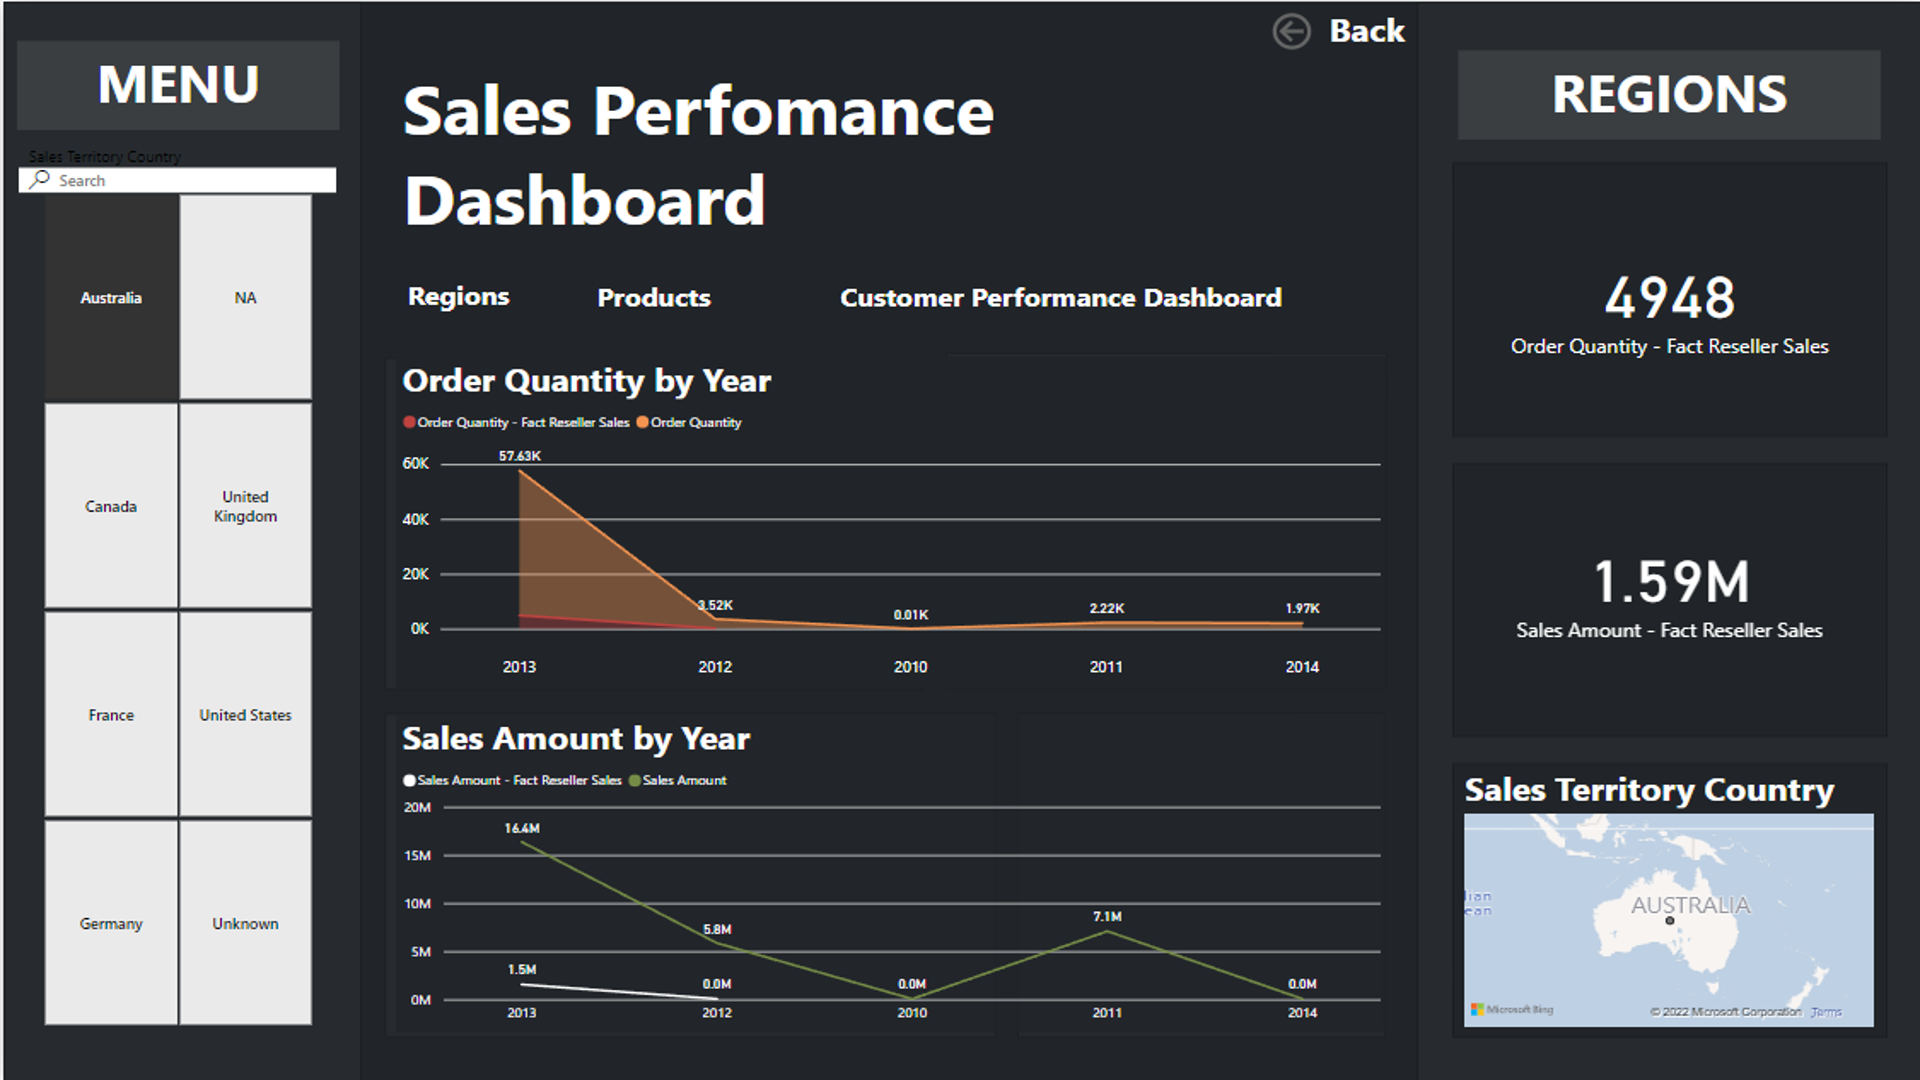 Back
MENU
Sales Territory Country
Search
Australia
NA
Canada
United
Kingdom
France
United States
Germany
Unknown
Sales Perfomance
Dashboard
Regions
Products
Customer Performance Dashboard
Order Quantity by Year
Order Quantity - Fact Reseller Sales Order Quantity
60K
40K
20K
0K
57.63K
3.52K
0.01K
2.22K
1.97K
2013
2012
2010
2011
2014
Sales Amount by Year
Sales Amount - Fact Reseller Sales Sales Amount
20M
15M
10M
5M
0M
16.4M
5.8M
7.1M
1.5M
0.0M
0.0M
0.0M
2013
2012
2010
2011
2014
REGIONS
4948
Order Quantity - Fact Reseller Sales
1.59M
Sales Amount - Fact Reseller Sales
Sales Territory Country
AUSTRALIA
Microsoft Bing
© 2022 Microsoft Corporation Terms